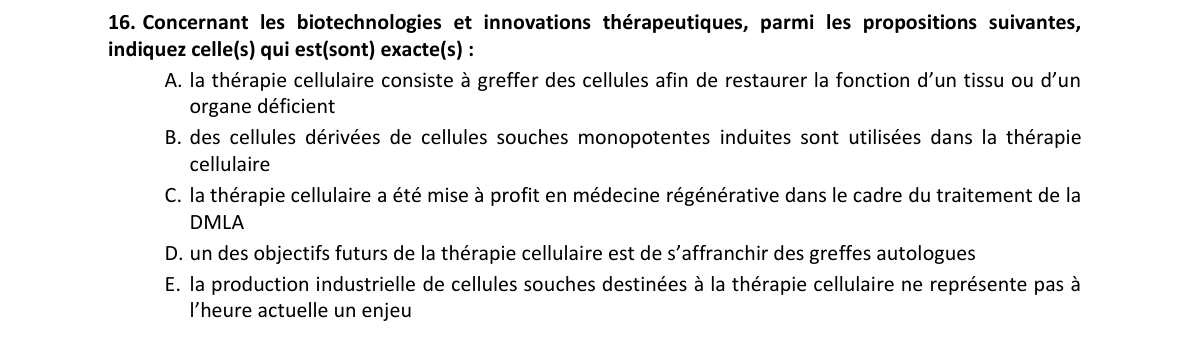 16. Concernant les biotechnologies et innovations thérapeutiques, parmi les propositions suivantes,
indiquez celle(s) qui est(sont) exacte(s) :
A. la thérapie cellulaire consiste à greffer des cellules afin de restaurer la fonction d’un tissu ou d’un
organe déficient
B. des cellules dérivées de cellules souches monopotentes induites sont utilisées dans la thérapie
cellulaire
C. la thérapie cellulaire a été mise à profit en médecine régénérative dans le cadre du traitement de la
DMLA
D. un des objectifs futurs de la thérapie cellulaire est de s’affranchir des greffes autologues
E. la production industrielle de cellules souches destinées à la thérapie cellulaire ne représente pas à
l’heure actuelle un enjeu